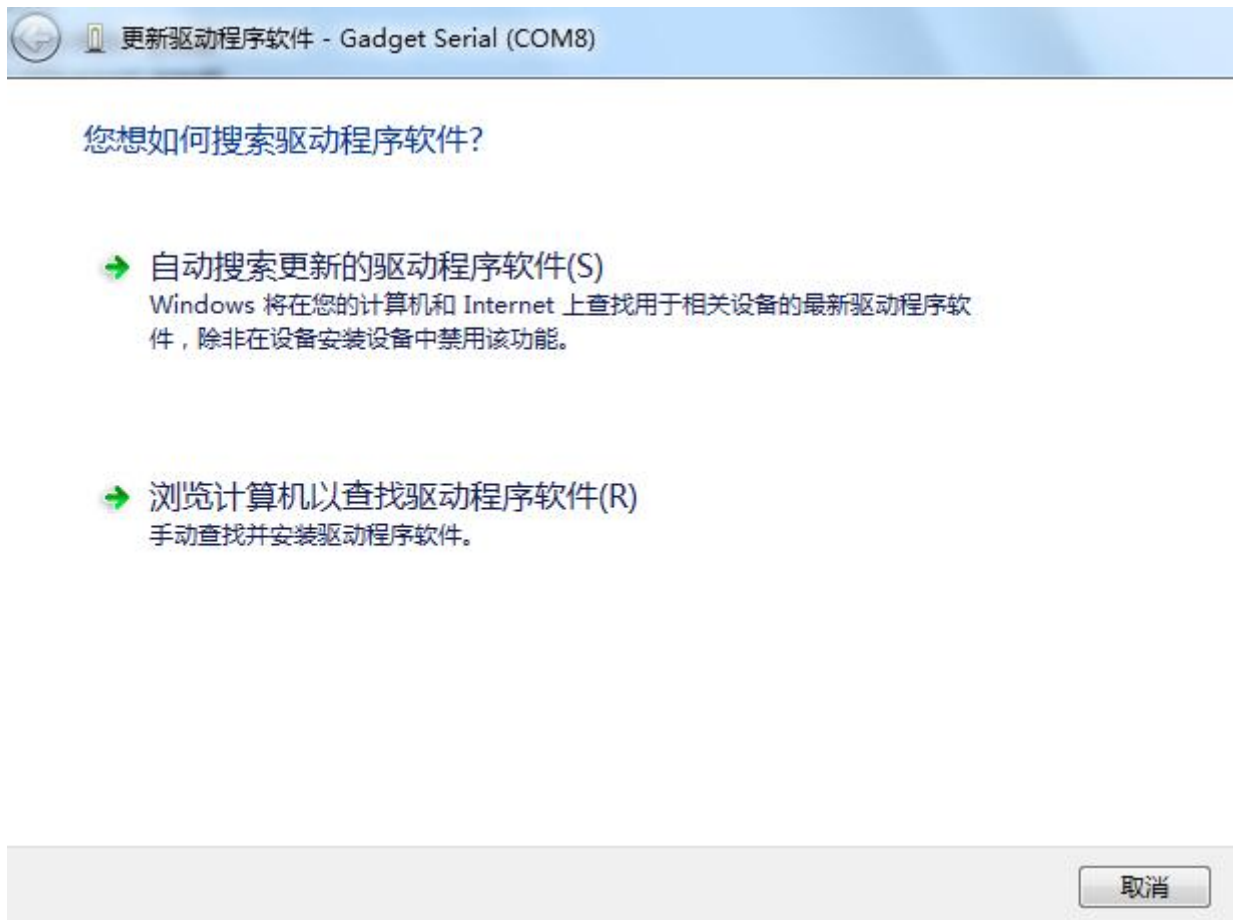 更新驱动程序软件 - Gadget Serial (COM8)
您想如何搜索驱动程序软件?
自动搜索更新的驱动程序软件(S)
Windows 将在您的计算机和 Internet 上查找用于相关设备的最新驱动程序软
件，除非在设备安装设备中禁用该功能。
浏览计算机以查找驱动程序软件(R)
手动查找并安装驱动程序软件。
取消